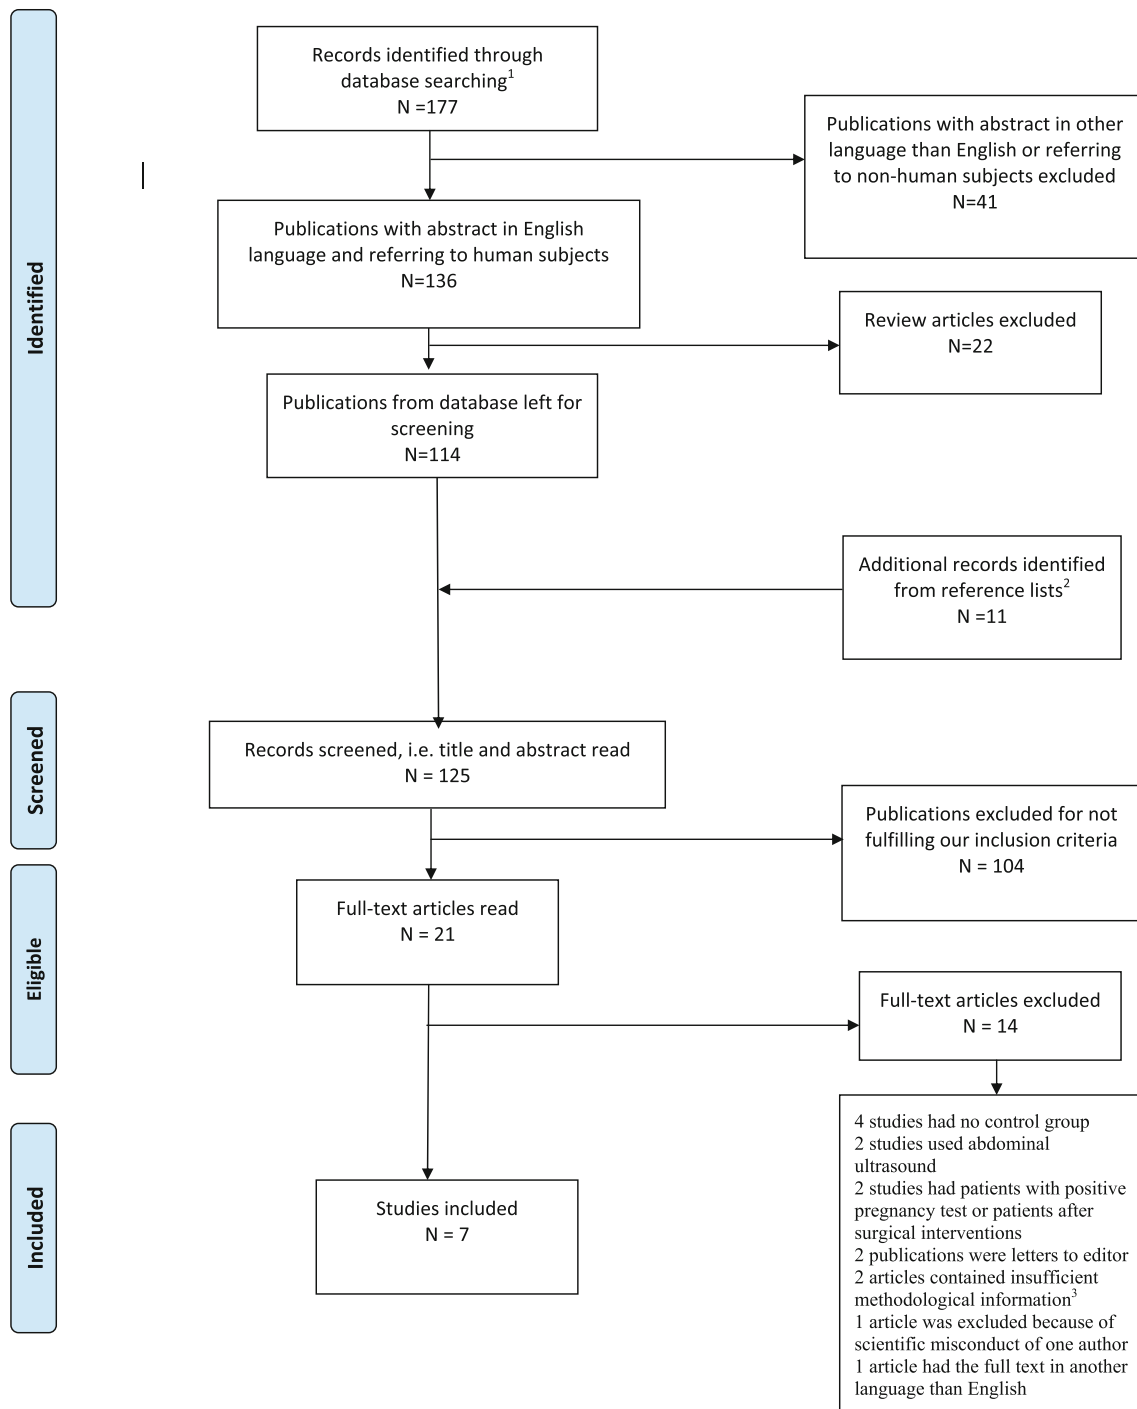 Identified
Records identified through
database searching1
N =177
Publications with abstract in other
language than English or referring
to non-human subjects excluded
N=41
Publications with abstract in English
language and referring to human subjects
N=136
Review articles excluded
N=22
Publications from database left for
screening
N=114
Additional records identified
from reference lists2
N =11
Screened
Records screened, i.e. title and abstract read
N = 125
Publications excluded for not
fulfilling our inclusion criteria
N = 104
Eligible
Full-text articles read
N = 21
Full-text articles excluded
N = 14
4 studies had no control group
2 studies used abdominal
ultrasound
2 studies had patients with positive
pregnancy test or patients after
surgical interventions
2 publications were letters to editor
2 articles contained insufficient
methodological information3
1 article was excluded because of
scientific misconduct of one author
1 article had the full text in another
language than English
Included
Studies included
N = 7